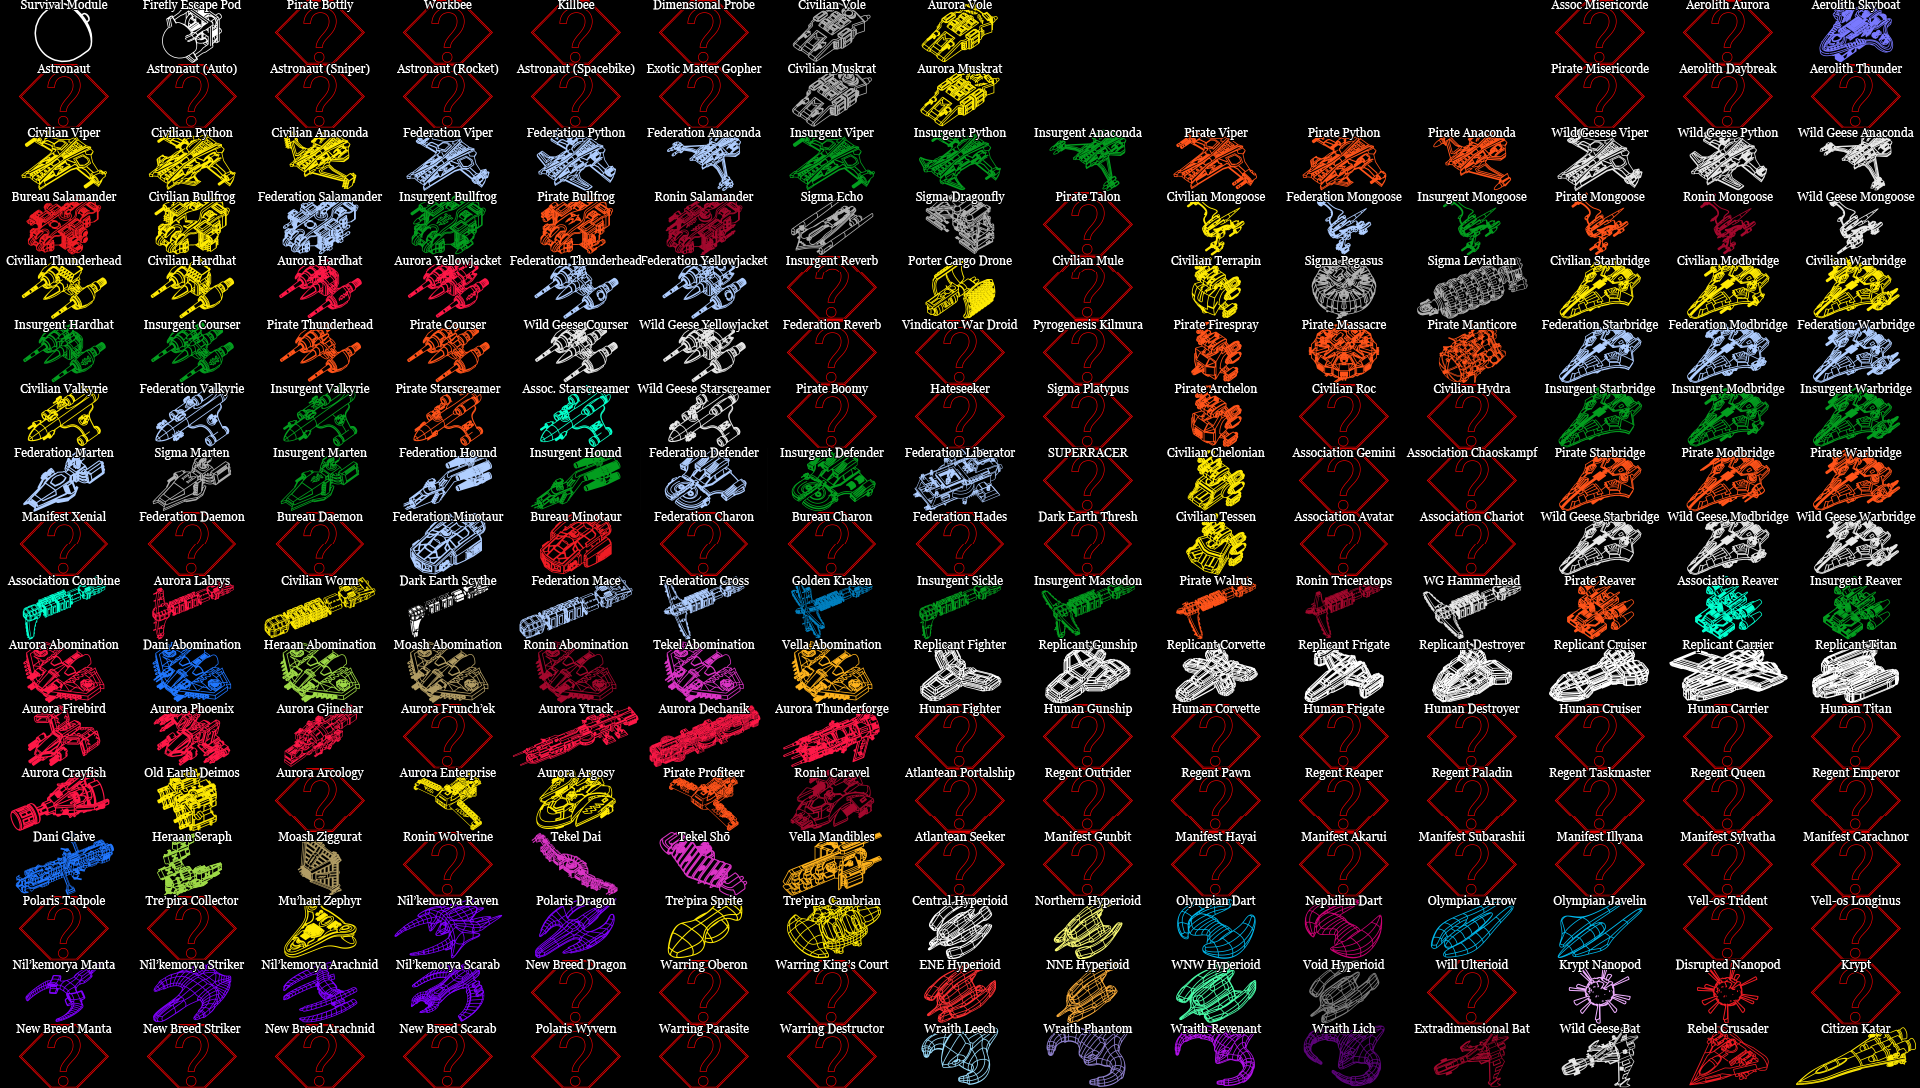 Survival Module Firefly Escape Pod Pirate Bottly Workbee Killbee Dimensional Probe Civilian Vole Aurora Vole Assoc Misericorde Aerolith Aurora Aerolith Skyboat
Astronaut Astronaut (Auto) Astronaut (Sniper) Astronaut (Rocket) Astronaut (Spacebike) Exotic Matter Gopher Civilian Muskrat Aurora Muskrat Pirate Misericorde Aerolith Daybreak Aerolith Thunder
Civilian Viper Civilian Python Civilian Anaconda Federation Viper Federation Python Federation Anaconda Insurgent Viper Insurgent Python Insurgent Anaconda Pirate Viper Pirate Python Pirate Anaconda Wild Gesese Viper Wild Geese Python Wild Geese Anaconda
Bureau Salamander Civilian Bullfrog Federation Salamander Insurgent Bullfrog Pirate Bullfrog Ronin Salamander Sigma Echo Sigma Dragonfly Pirate Talon Civilian Mongoose Federation Mongoose Insurgent Mongoose Pirate Mongoose Ronin Mongoose Wild Geese Mongoose
Civilian Thunderhead Civilian Hardhat Aurora Hardhat Aurora Yellowjacket Federation Thunderhead Federation Yellowjacket Insurgent Reverb Porter Cargo Drone Civilian Mule Civilian Terrapin Sigma Pegasus Sigma Leviathan Civilian Starbridge Civilian Modbridge Civilian Warbridge
Insurgent Hardhat Insurgent Courser Pirate Thunderhead Pirate Courser Wild Geese Courser Wild Geese Yellowjacket Federation Reverb Vindicator War Droid Pyrogenesis Kilmura Pirate Firespray Pirate Massacre Pirate Manticore Federation Starbridge Federation Modbridge Federation Warbridge
Civilian Valkyrie Federation Valkyrie Insurgent Valkyrie Pirate Starscreamer Assoc. Starscreamer Wild Geese Starscreamer Pirate Boomy Hateseeker Sigma Platypus Pirate Archelon Civilian Roc Civilian Hydra Insurgent Starbridge Insurgent Modbridge Insurgent Warbridge
Federation Marten Sigma Marten Insurgent Marten Federation Hound Insurgent Hound Federation Defender Insurgent Defender Federation Liberator SUPERRACER Civilian Chelonian Association Gemini Association Chaoskampf Pirate Starbridge Pirate Modbridge Pirate Warbridge
Manifest Xenial Federation Daemon Bureau Daemon Federation Minotaur Bureau Minotaur Federation Charon Bureau Charon Federation Hades Dark Earth Thresh Civilian Tessen Association Avatar Association Chariot Wild Geese Starbridge Wild Geese Modbridge Wild Geese Warbridge
Association Combine Aurora Labrys Civilian Worm Dark Earth Scythe Federation Mace Federation Cross Golden Kraken Insurgent Sickle Insurgent Mastodon Pirate Walrus Ronin Triceratops WG Hammerhead Pirate Reaver Association Reaver Insurgent Reaver
Aurora Abomination Dani Abomination Heraan Abomination Moash Abomination Ronin Abomination Tekel Abomination Vella Abomination Replicant Fighter Replicant Gunship Replicant Corvette Replicant Frigate Replicant Destroyer Replicant Cruiser Replicant Carrier Replicant Titan
Aurora Firebird Aurora Phoenix Aurora Gjinchar Aurora Frunch'ek Aurora Ytrack Aurora Dechanik Aurora Thunderforge Human Fighter Human Gunship Human Corvette Human Frigate Human Destroyer Human Cruiser Human Carrier Human Titan
Aurora Crayfish Old Earth Deimos Aurora Arcology Aurora Enterprise Aurora Argosy Pirate Profiteer Ronin Caravel Atlantean Portalship Regent Outrider Regent Pawn Regent Reaper Regent Paladin Regent Taskmaster Regent Queen Regent Emperor
Dani Glaive Heraan Seraph Moash Ziggurat Ronin Wolverine Tekel Dai Tekel Shō Vella Mandibles Atlantean Seeker Manifest Gunbit Manifest Hayai Manifest Akarui Manifest Subarashii Manifest Illyana Manifest Sylvatha Manifest Carachnor
Polaris Tadpole Tre'pira Collector Mu'hari Zephyr Nil'kemorya Raven Polaris Dragon Tre'pira Sprite Tre'pira Cambrian Central Hyperioid Northern Hyperioid Olympian Dart Nephilim Dart Olympian Arrow Olympian Javelin Vell-os Trident Vell-os Longinus
Nil'kemorya Manta Nil'kemorya Striker Nil'kemorya Arachnid Nil'kemorya Scarab New Breed Dragon Warring Oberon Warring King's Court ENE Hyperioid NNE Hyperioid WNW Hyperioid Void Hyperioid Will Ulterioid Krypt Nanopod Disrupted Nanopod Krypt
New Breed Manta New Breed Striker New Breed Arachnid New Breed Scarab Polaris Wyvern Warring Parasite Warring Destructor Wraith Leech Wraith Phantom Wraith Revenant Wraith Lich Extradimensional Bat Wild Geese Bat Rebel Crusader Citizen Katar